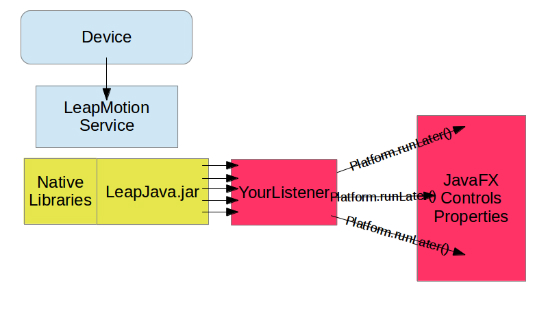 Device
LeapMotion
Service
Native
Libraries
LeapJava.jar
YourListener
Platform.runLater()
Platform.runLater()
Platform.runLater()
JavaFX
Controls
Properties